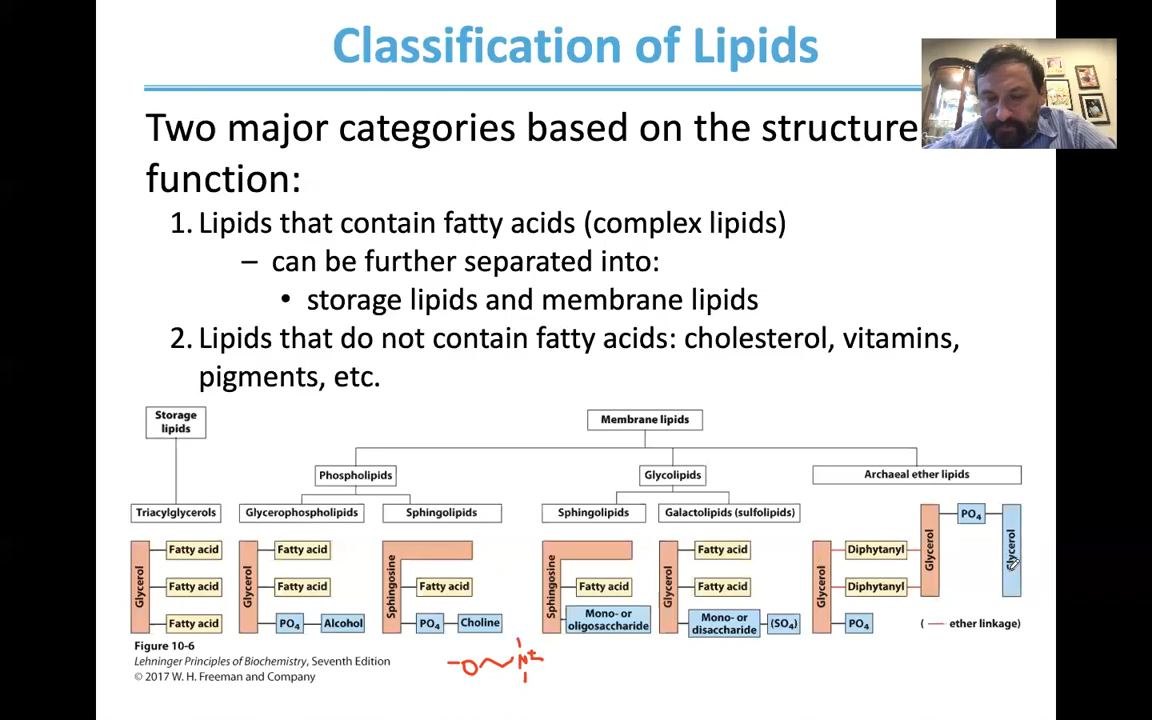 Classification of Lipids
Two major categories based on the structure
function:
1. Lipids that contain fatty acids (complex lipids)
– can be further separated into:
• storage lipids and membrane lipids
2. Lipids that do not contain fatty acids: cholesterol, vitamins,
pigments, etc.
Storage
lipids
Membrane lipids
Phospholipids
Glycolipids
Archaeal ether lipids
Triacylglycerols
Glycerophospholipids
Sphingolipids
Sphingolipids
Galactolipids (sulfolipids)
Glycerol
Fatty acid
Fatty acid
Fatty acid
Glycerol
Fatty acid
Fatty acid
PO4
Alcohol
Sphingosine
Fatty acid
PO4
Choline
Sphingosine
Fatty acid
Mono- or
oligosaccharide
Glycerol
Fatty acid
Fatty acid
Mono- or
disaccharide
(SO4)
Glycerol
Diphytanyl
Diphytanyl
PO4
Glycerol
PO4
Glycerol
( — ether linkage)
Figure 10-6
Lehninger Principles of Biochemistry, Seventh Edition
© 2017 W. H. Freeman and Company
-O N+